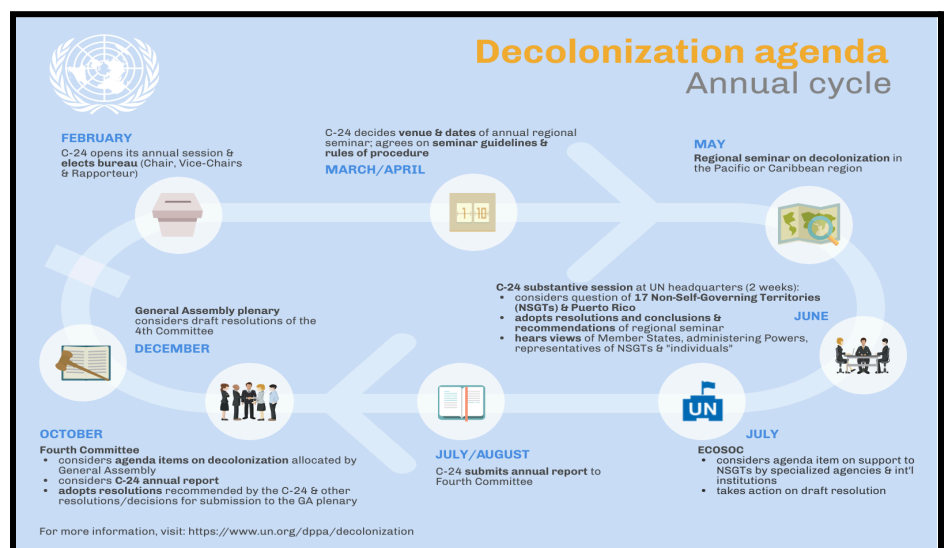 Decolonization agenda
Annual cycle
FEBRUARY
C-24 opens its annual session &
elects bureau (Chair, Vice-Chairs
& Rapporteur)
C-24 decides venue & dates of annual regional
seminar; agrees on seminar guidelines &
rules of procedure
MARCH/APRIL
MAY
Regional seminar on decolonization in
the Pacific or Caribbean region
1 10
C-24 substantive session at UN headquarters (2 weeks):
• considers question of 17 Non-Self-Governing Territories
(NSGTs) & Puerto Rico
• adopts resolutions and conclusions &
recommendations of regional seminar
• hears views of Member States, administering Powers,
representatives of NSGTs & "individuals"
JUNE
General Assembly plenary
considers draft resolutions of the
4th Committee
DECEMBER
UN
JULY
ECOSOC
• considers agenda item on support to
NSGTs by specialized agencies & int'l
institutions
• takes action on draft resolution
JULY/AUGUST
C-24 submits annual report to
Fourth Committee
OCTOBER
Fourth Committee
• considers agenda items on decolonization allocated by
General Assembly
• considers C-24 annual report
• adopts resolutions recommended by the C-24 & other
resolutions/decisions for submission to the GA plenary
For more information, visit: https://www.un.org/dppa/decolonization